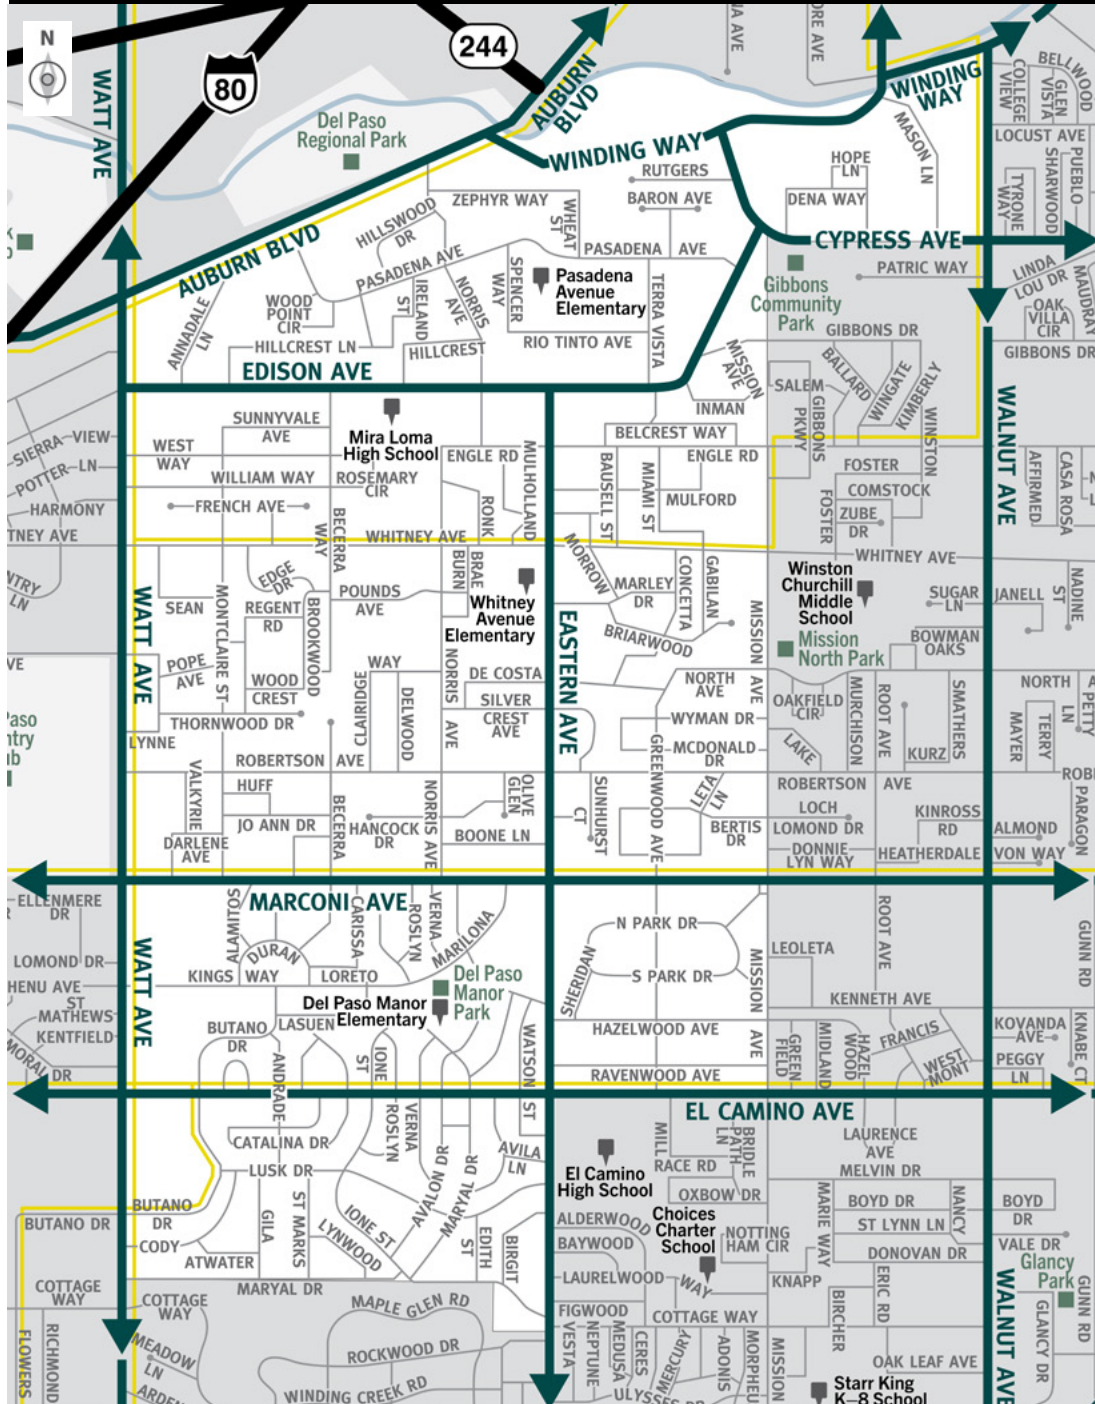 N
80
244
WATT AVE
AUBURN
BLVD
WINDING
WAY
BELLWOOD
COLLEGE
VIEW
GLEN
VISTA
LOCUST AVE
MASON LN
Del Paso
Regional Park
WINDING WAY
RUTGERS
HOPE
LN
BARON AVE
DENA WAY
TYRONE
WAY
SHARWOOD
PUEBLO
ZEPHYR WAY
WHEAT
ST
HILLSWOOD
DR
AUBURN BLVD
PASADENA AVE
PASADENA AVE
CYPRESS AVE
PATRIC WAY
LINDA
LOU DR
MAUDRAY
OAK
VILLA
CIR
GIBBONS DR
Pasadena
Avenue
Elementary
SPENCER
WAY
NORRIS
AVE
IRELAND
ST
WOOD
POINT
CIR
ANNADALE
LN
HILLCREST LN
HILLCREST
RIO TINTO AVE
TERRA VISTA
Gibbons
Community
Park
GIBBONS DR
MISSION
AVE
BALLARD
WINGATE
KIMBERLY
SALEM
GIBBONS
PKWY
WINSTON
EDISON AVE
INMAN
SUNNYVALE
AVE
Mira Loma
High School
BELCREST WAY
WEST
WAY
WILLIAM WAY
ROSEMARY
CIR
ENGLE RD
MULHOLLAND
RONK
ENGLE RD
BAUSELL ST
MIAMI ST
MULFORD
FOSTER
COMSTOCK
FOSTER
ZUBE
DR
WALNUT AVE
AFFIRMED
CASA ROSA
SIERRA VIEW
POTTER LN
HARMONY
TNEY AVE
FRENCH AVE
BECERRA
WAY
WHITNEY AVE
WHITNEY AVE
NTRY
LN
WATT AVE
SEAN
MONTCLAIRE ST
EDGE
DR
REGENT
RD
BROOKWOOD
POUNDS
AVE
BURN
BRAE
Whitney
Avenue
Elementary
EASTERN AVE
MORROW
MARLEY
DR
CONCETTA
GABILAN
BRIARWOOD
MISSION
AVE
Winston
Churchill
Middle
School
Mission
North Park
SUGAR
LN
BOWMAN
OAKS
JANELL
ST
NADINE
POPE
AVE
WOOD
CREST
THORNWOOD DR
LYNNE
WAY
CLAIRIDGE
DELWOOD
NORRIS
AVE
DE COSTA
SILVER
CREST
AVE
NORTH
AVE
WYMAN DR
MCDONALD
DR
OAKFIELD
CIR
LAKE
MURCHISON
ROOT AVE
KURZ
SMATHERS
NORTH
MAYER
TERRY
LN
PETTY
ROBERTSON AVE
ROBERTSON AVE
VALKYRIE
HUFF
JO ANN DR
DARLENE
AVE
BECERRA
HANCOCK
DR
NORRIS AVE
OLIVE
GLEN
BOONE LN
SUNHURST
CT
GREENWOOD AVE
LETA
LN
BERTIS
DR
LOCH
LOMOND DR
DONNIE
LYN WAY
KINROSS
RD
HEATHERDALE
ALMOND
VON WAY
PARAGON
MARCONI AVE
ELLENMERE
DR
LOMOND DR
HENU AVE
ST
MATHEWS
KENTFIELD
MORAL DR
WATT AVE
ALAMITOS
DURAN
KINGS WAY
LORETO
CARISSA
ROSLYN
VERNA
MARILONA
Del Paso
Manor
Park
Del Paso Manor
Elementary
N PARK DR
S PARK DR
SHERIDAN
HAZELWOOD AVE
RAVENWOOD AVE
MISSION
AVE
LEOLETA
ROOT AVE
KENNETH AVE
GREEN
FIELD
MIDLAND
HAZEL
WOOD
FRANCIS
WEST
MONT
KOVANDA
AVE
PEGGY
LN
KNABE CT
GUNN RD
BUTANO
DR
LASUEN
ANDRADE
IONE
ST
WATSON
ST
EL CAMINO AVE
CATALINA DR
LUSK DR
ROSLYN
VERNA
AVALON DR
MARYAL DR
AVILA
LN
El Camino
High School
MILL
RACE RD
BRIDLE
PATH
LN
OXBOW DR
LAURENCE
AVE
MELVIN DR
BUTANO DR
BUTANO
DR
CODY
ATWATER
GILA
ST MARKS
LYNWOOD
IONE ST
EDITH
ST
BIRGIT
MARYAL DR
ALDERWOOD
BAYWOOD
LAURELWOOD WAY
Choices
Charter
School
NOTTING
HAM CIR
KNAPP
MARIE WAY
BOYD DR
ST LYNN LN
NANCY
DONOVAN DR
BOYD
DR
VALE DR
Glancy
Park
GUNN RD
COTTAGE
WAY
COTTAGE
WAY
MAPLE GLEN RD
ROCKWOOD DR
WINDING CREEK RD
FLOWERS
RICHMOND
MEADOW
LN
FIGWOOD
COTTAGE WAY
VESTA
NEPTUNE
MEDUSA
CERES
MERCURY
ADONIS
MISSION
BIRCHER
ERIC RD
OAK LEAF AVE
Starr King
K–8 School
WALNUT AVE
GLANCY DR